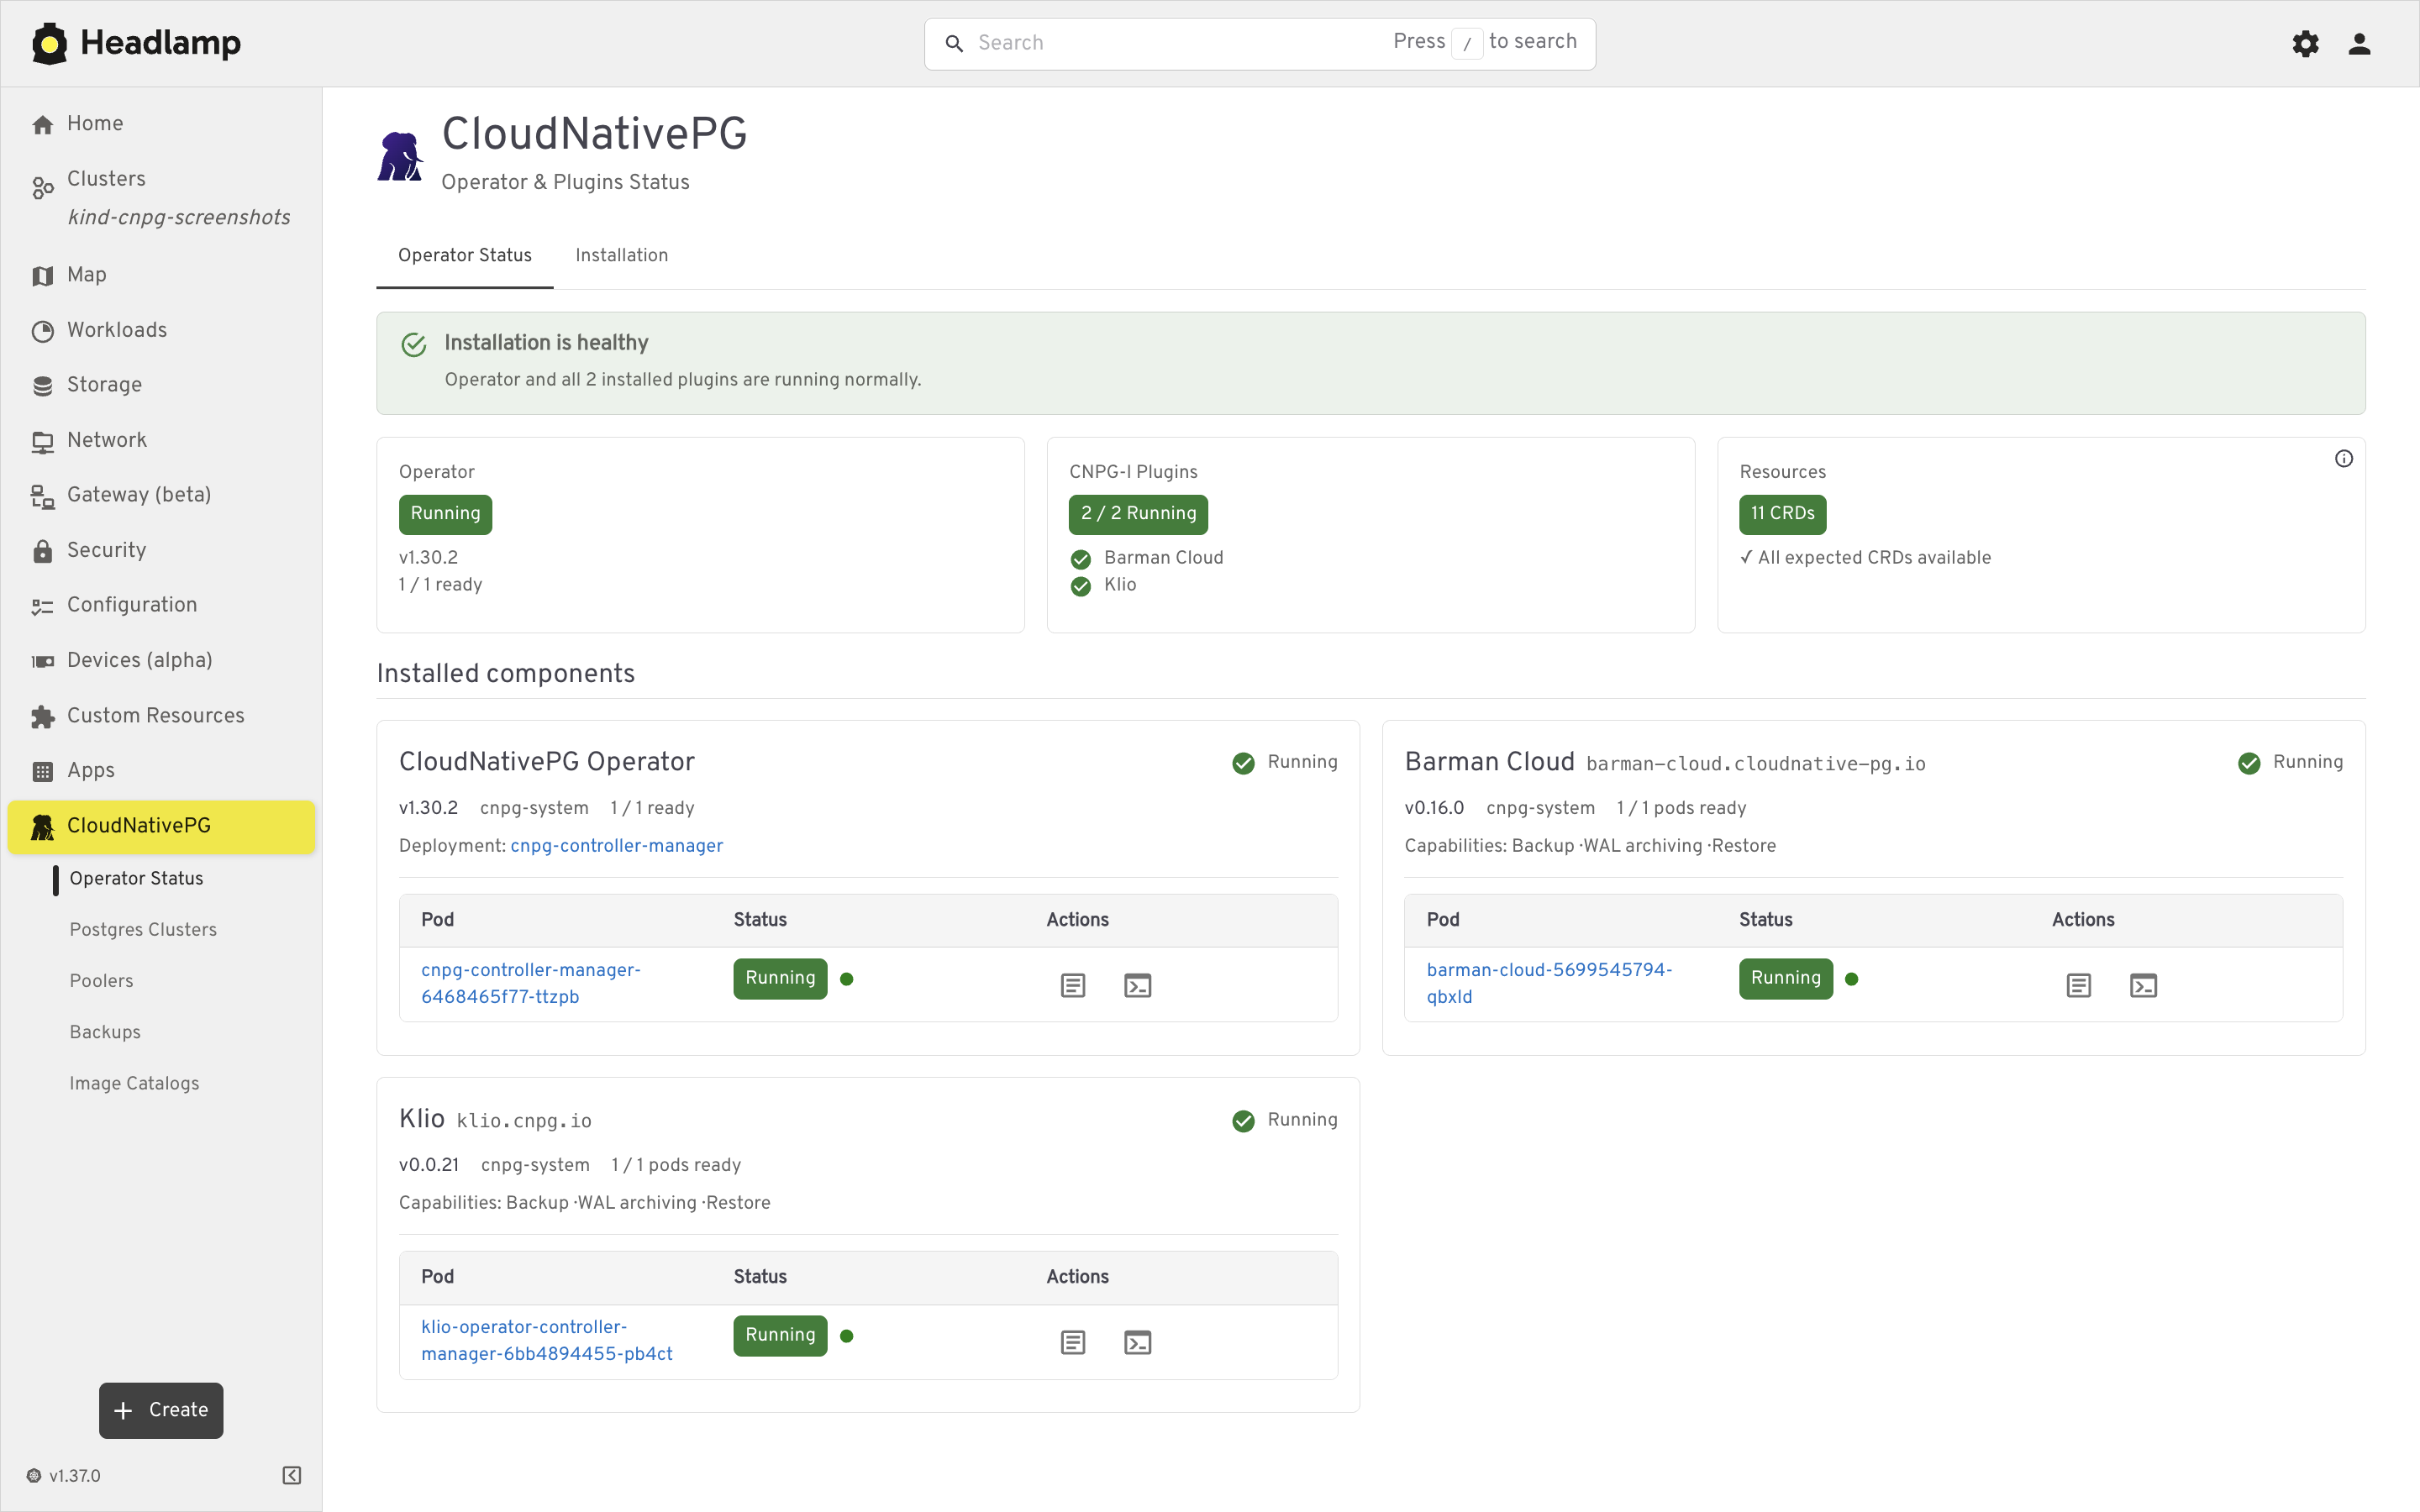 Headlamp
Search
Press / to search
Home
Clusters
kind-cnpg-screenshots
Map
Workloads
Storage
Network
Gateway (beta)
Security
Configuration
Devices (alpha)
Custom Resources
Apps
CloudNativePG
Operator Status
Postgres Clusters
Poolers
Backups
Image Catalogs
+ Create
v1.37.0
CloudNativePG
Operator & Plugins Status
Operator Status
Installation
Installation is healthy
Operator and all 2 installed plugins are running normally.
Operator
Running
v1.30.2
1 / 1 ready
CNPG-I Plugins
2 / 2 Running
Barman Cloud
Klio
Resources
11 CRDs
✓ All expected CRDs available
Installed components
CloudNativePG Operator
Running
v1.30.2 cnpg-system 1 / 1 ready
Deployment: cnpg-controller-manager
Pod Status Actions
cnpg-controller-manager-
6468465f77-ttzpb
Running
Barman Cloud barman-cloud.cloudnative-pg.io
Running
v0.16.0 cnpg-system 1 / 1 pods ready
Capabilities: Backup ·WAL archiving ·Restore
Pod Status Actions
barman-cloud-5699545794-
qbxld
Running
Klio klio.cnpg.io
Running
v0.0.21 cnpg-system 1 / 1 pods ready
Capabilities: Backup ·WAL archiving ·Restore
Pod Status Actions
klio-operator-controller-
manager-6bb4894455-pb4ct
Running